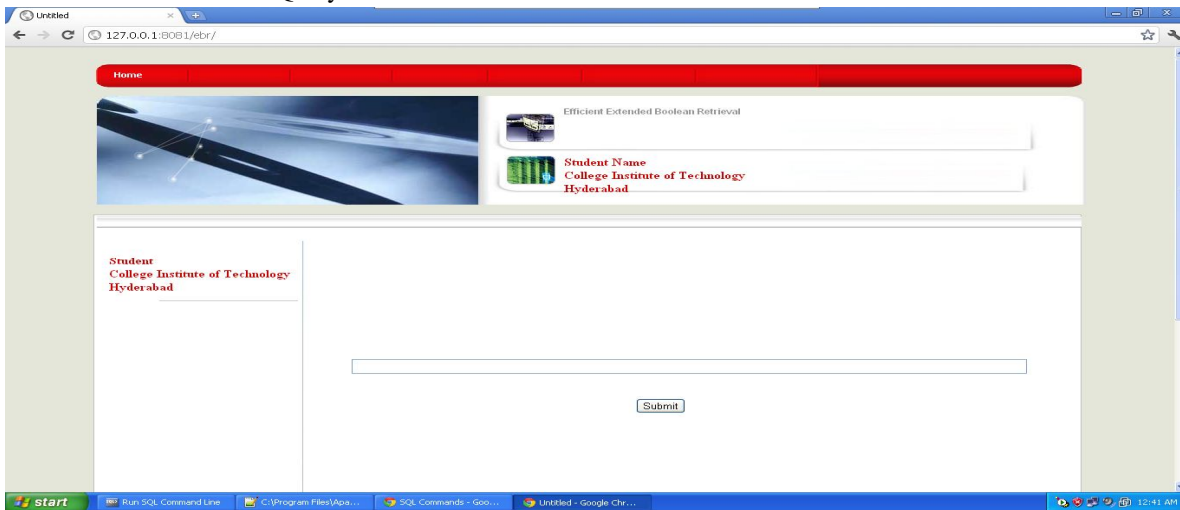 Untitled
127.0.0.1:8081/ebr/
Home
Efficient Extended Boolean Retrieval
Student Name
College Institute of Technology
Hyderabad
Student
College Institute of Technology
Hyderabad
Submit
start
Run SQL Command Line
C:\Program Files\Apa...
SQL Commands - Goo...
Untitled - Google Chr...
12:41 AM